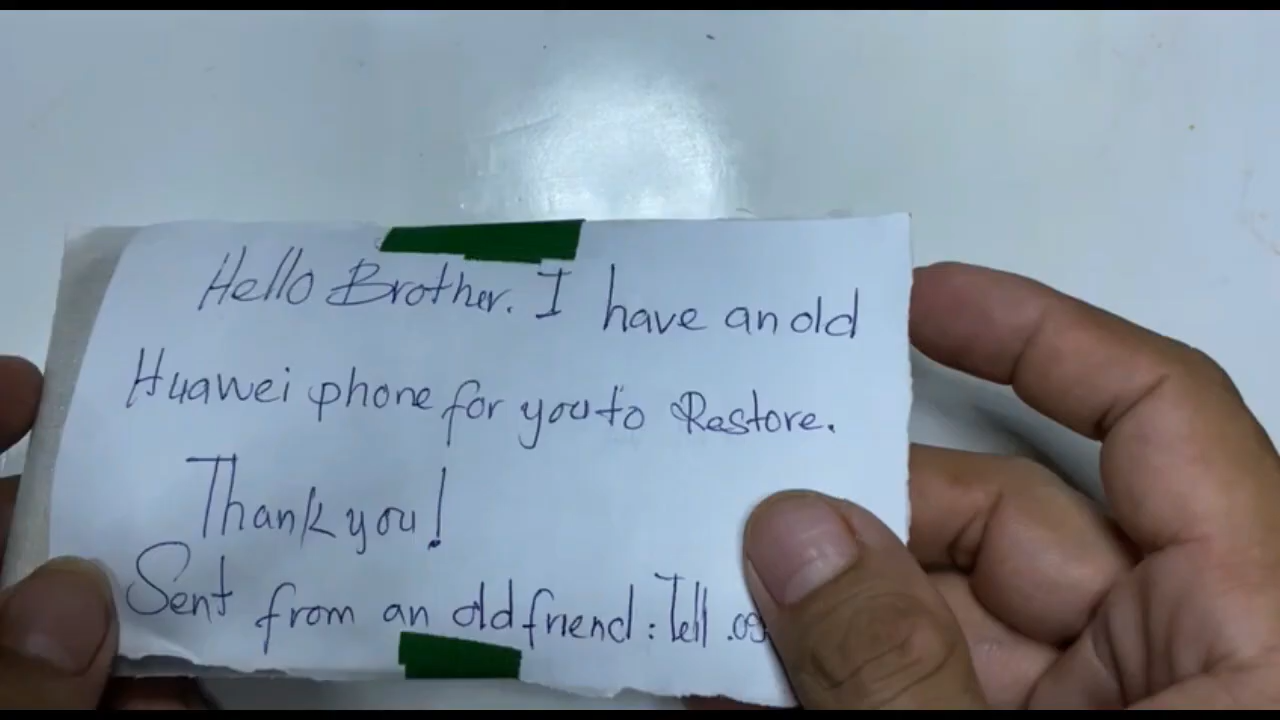 Hello Brother. I have an old
Huawei phone for you to Restore.
Thank you!
Sent from an old friend : Tell .09